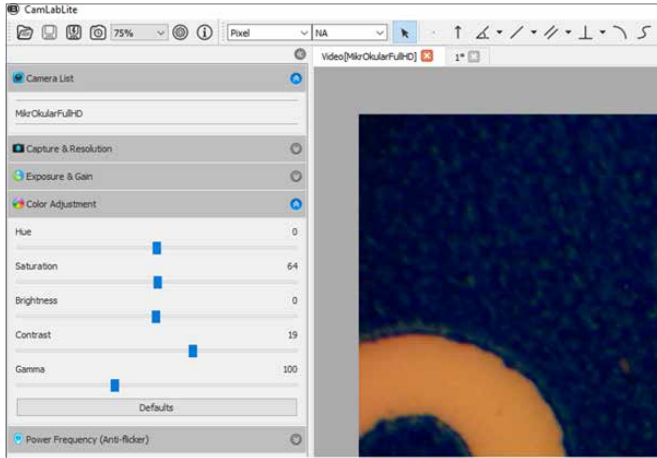 CamLabLite
75% Pixel NA
Video[MikrOkularFullHD] 1*
Camera List
MikrOkularFullHD
Capture & Resolution
Exposure & Gain
Color Adjustment
Hue 0
Saturation 64
Brightness 0
Contrast 19
Gamma 100
Defaults
Power Frequency (Anti-flicker)